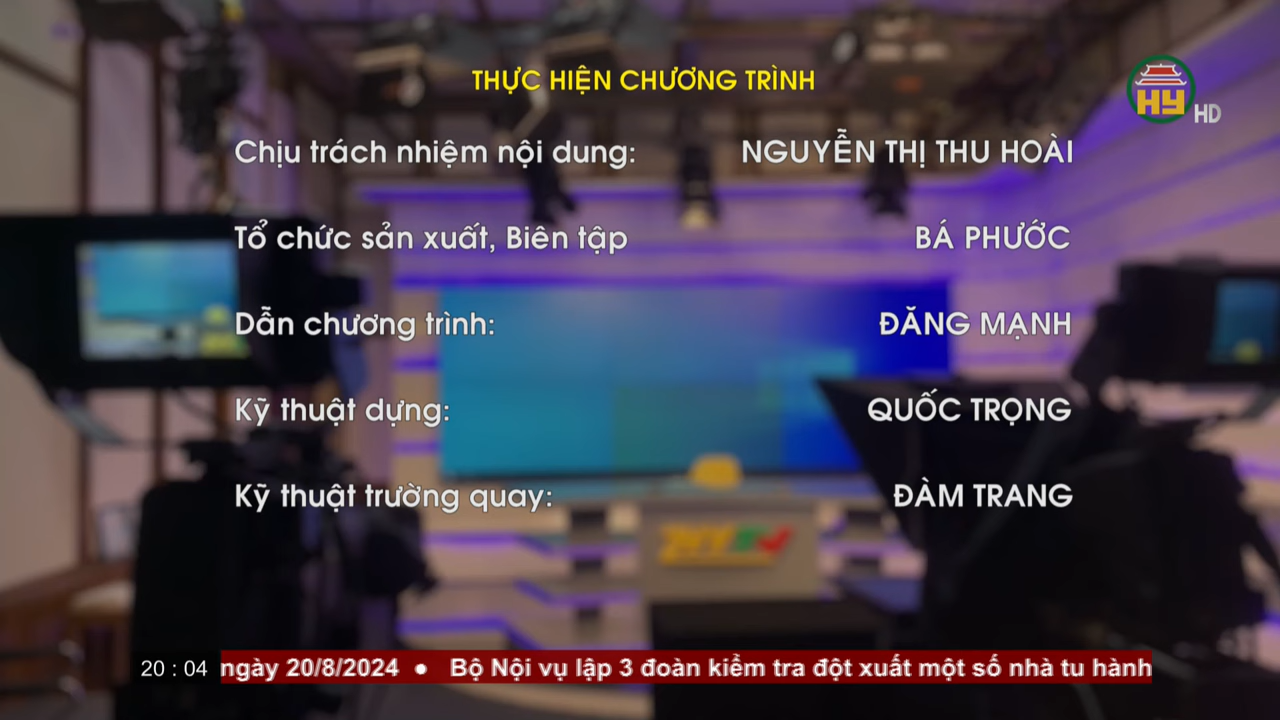 THỰC HIỆN CHƯƠNG TRÌNH
HY HD
Chịu trách nhiệm nội dung: NGUYỄN THỊ THU HOÀI
Tổ chức sản xuất, Biên tập BÁ PHƯỚC
Dẫn chương trình: ĐĂNG MẠNH
Kỹ thuật dựng: QUỐC TRỌNG
Kỹ thuật trường quay: ĐÀM TRANG
20 : 04 ngày 20/8/2024 ● Bộ Nội vụ lập 3 đoàn kiểm tra đột xuất một số nhà tu hành